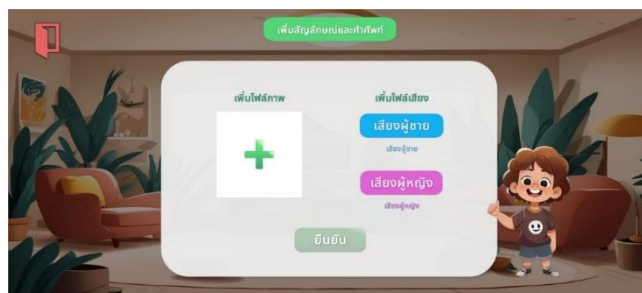 เพิ่มสัญลักษณ์และคำศัพท์
เพิ่มไฟล์ภาพ
เพิ่มไฟล์เสียง
เสียงผู้ชาย
เสียงผู้ชาย
เสียงผู้หญิง
เสียงผู้หญิง
ยืนยัน